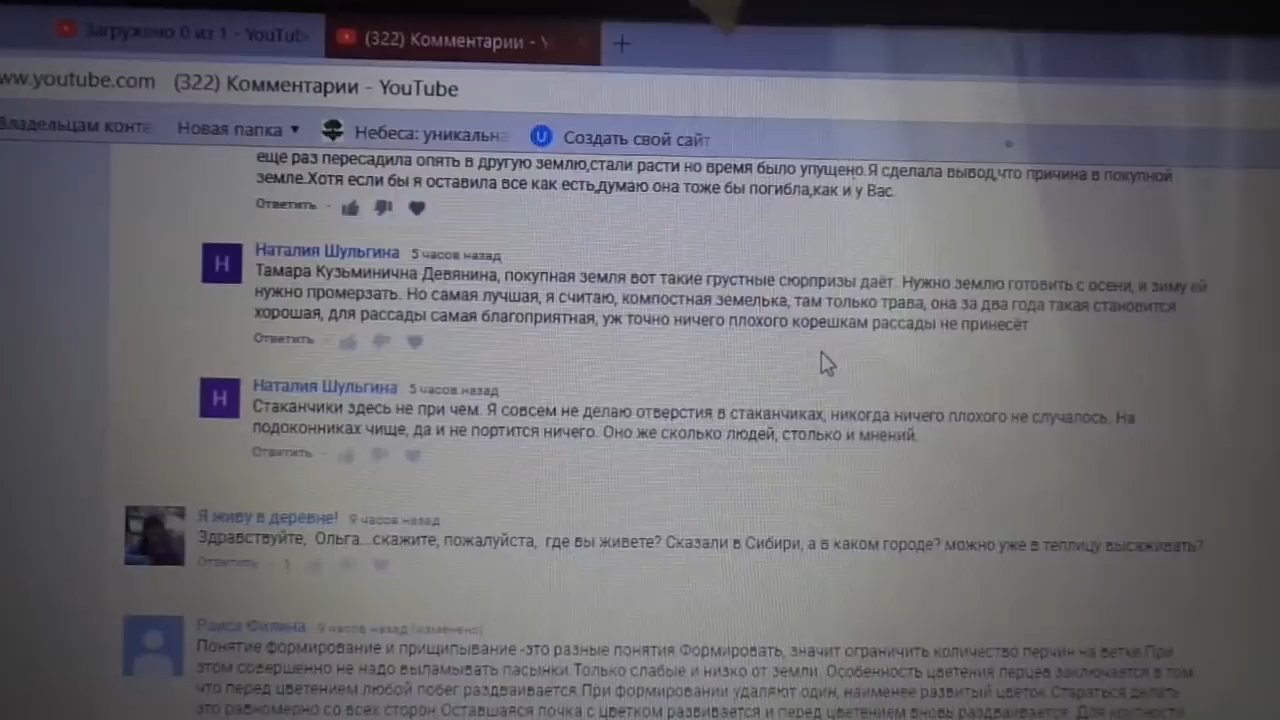 Загружено 0 из 1 - YouTub
(322) Комментарии - Y
ww.youtube.com (322) Комментарии - YouTube
Владельцам конте
Новая папка
Небеса: уникальна
Создать свой сайт
еще раз пересадила опять в другую землю,стали расти но время было упущено.Я сделала вывод,что причина в покупной
земле.Хотя если бы я оставила все как есть,думаю она тоже бы погибла,как и у Вас.
Ответить
Н
Наталия Шульгина 5 часов назад
Тамара Кузьминична Девянина, покупная земля вот такие грустные сюрпризы даёт. Нужно землю готовить с осени, и зиму ей
нужно промерзать. Но самая лучшая, я считаю, компостная земелька, там только трава, она за два года такая становится
хорошая, для рассады самая благоприятная, уж точно ничего плохого корешкам рассады не принесёт
Ответить
Н
Наталия Шульгина 5 часов назад
Стаканчики здесь не при чем. Я совсем не делаю отверстия в стаканчиках, никогда ничего плохого не случалось. На
подоконниках чище, да и не портится ничего. Оно же сколько людей, столько и мнений.
Ответить
Я живу в деревне! 9 часов назад
Здравствуйте, Ольга...скажите, пожалуйста, где вы живете? Сказали в Сибири, а в каком городе? можно уже в теплицу высаживать?
Ответить 1
Раиса Филина 9 часов назад (изменено)
Понятие формирование и прищипывание -это разные понятия.Формировать, значит ограничить количество перчин на ветке.При
этом совершенно не надо выламывать пасынки.Только слабые и низко от земли. Особенность цветения перцев заключается в том
что перед цветением любой побег раздваивается.При формировании удаляют один, наименее развитый цветок. Стараться делать
это равномерно со всех сторон.Оставшаяся почка с цветком развивается и перед цветением вновь раздваивается. Для крупности